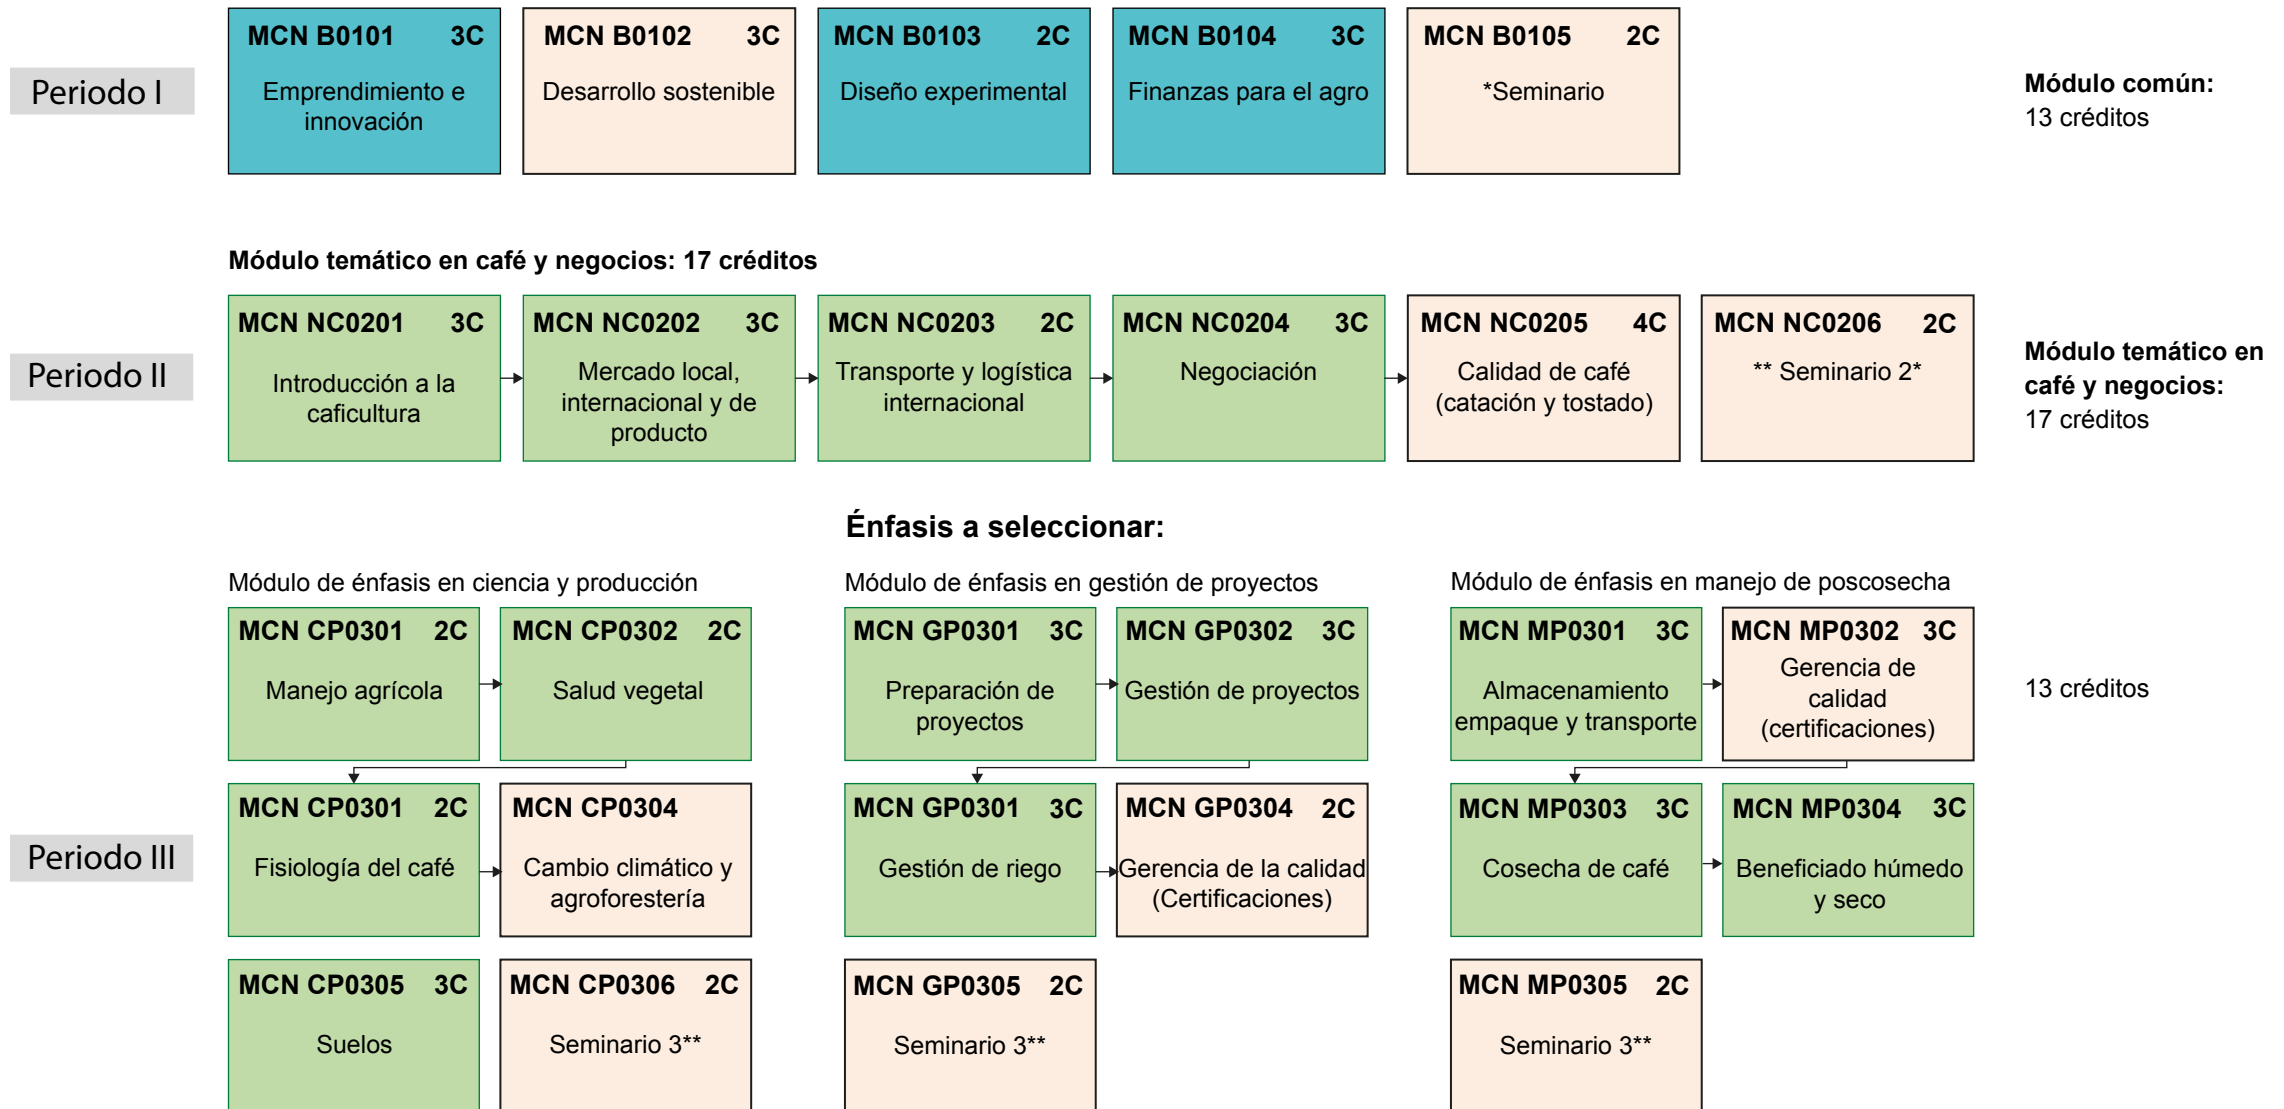 Periodo I
MCN B0101 3C
Emprendimiento e
innovación
MCN B0102 3C
Desarrollo sostenible
MCN B0103 2C
Diseño experimental
MCN B0104 3C
Finanzas para el agro
MCN B0105 2C
*Seminario
Módulo común:
13 créditos
Módulo temático en café y negocios: 17 créditos
Periodo II
MCN NC0201 3C
Introducción a la
caficultura
MCN NC0202 3C
Mercado local,
internacional y de
producto
MCN NC0203 2C
Transporte y logística
internacional
MCN NC0204 3C
Negociación
MCN NC0205 4C
Calidad de café
(catación y tostado)
MCN NC0206 2C
** Seminario 2*
Módulo temático en
café y negocios:
17 créditos
Énfasis a seleccionar:
Periodo III
Módulo de énfasis en ciencia y producción
MCN CP0301 2C
Manejo agrícola
MCN CP0302 2C
Salud vegetal
MCN CP0301 2C
Fisiología del café
MCN CP0304
Cambio climático y
agroforestería
MCN CP0305 3C
Suelos
MCN CP0306 2C
Seminario 3**
Módulo de énfasis en gestión de proyectos
MCN GP0301 3C
Preparación de
proyectos
MCN GP0302 3C
Gestión de proyectos
MCN GP0301 3C
Gestión de riego
MCN GP0304 2C
Gerencia de la calidad
(Certificaciones)
MCN GP0305 2C
Seminario 3**
Módulo de énfasis en manejo de poscosecha
MCN MP0301 3C
Almacenamiento
empaque y transporte
MCN MP0302 3C
Gerencia de
calidad
(certificaciones)
MCN MP0303 3C
Cosecha de café
MCN MP0304 3C
Beneficiado húmedo
y seco
MCN MP0305 2C
Seminario 3**
13 créditos